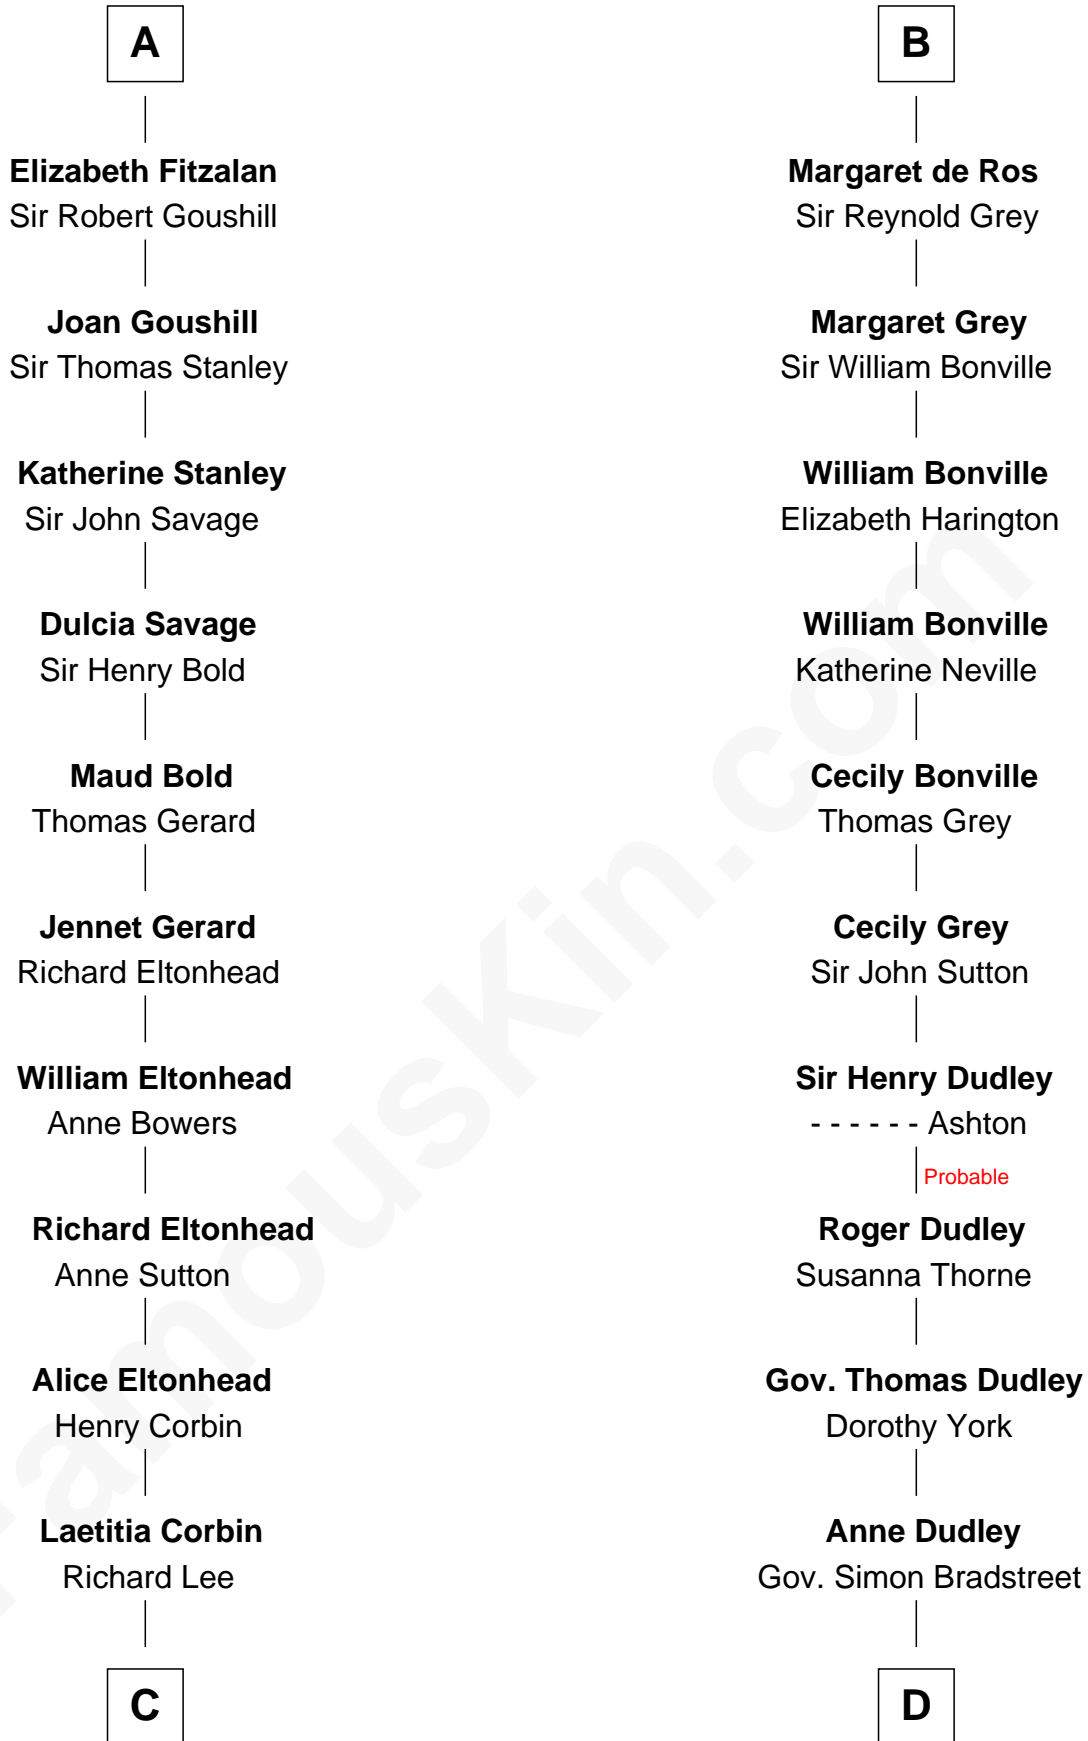 A
Elizabeth Fitzalan
Sir Robert Goushill
Joan Goushill
Sir Thomas Stanley
Katherine Stanley
Sir John Savage
Dulcia Savage
Sir Henry Bold
Maud Bold
Thomas Gerard
Jennet Gerard
Richard Eltonhead
William Eltonhead
Anne Bowers
Richard Eltonhead
Anne Sutton
Alice Eltonhead
Henry Corbin
Laetitia Corbin
Richard Lee
C
B
Margaret de Ros
Sir Reynold Grey
Margaret Grey
Sir William Bonville
William Bonville
Elizabeth Harington
William Bonville
Katherine Neville
Cecily Bonville
Thomas Grey
Cecily Grey
Sir John Sutton
Sir Henry Dudley
- - - - - - Ashton
Probable
Roger Dudley
Susanna Thorne
Gov. Thomas Dudley
Dorothy York
Anne Dudley
Gov. Simon Bradstreet
D
FamousKin.com